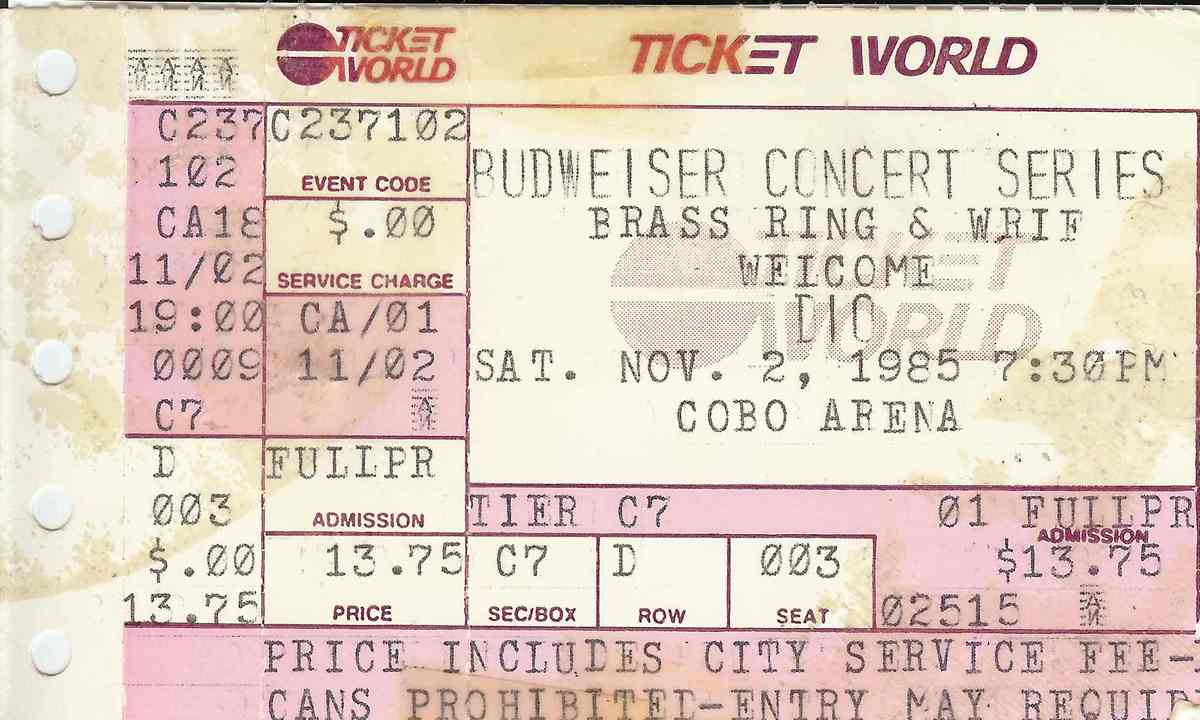 TICKET WORLD
TICKET WORLD
C237
102
CA18
11/02
19:00
0009
C7
D
003
$.00
13.75
C237102
EVENT CODE
$.00
SERVICE CHARGE
CA/01
11/02
FULLPR
ADMISSION
13.75
PRICE
BUDWEISER CONCERT SERIES
BRASS RING & WRIF
WELCOME
DIO
SAT. NOV. 2, 1985 7:30PM
COBO ARENA
TICKET WORLD
TIER C7 01 FULLPR
ADMISSION
C7 D 003 $13.75
SEC/BOX ROW SEAT 02515
PRICE INCLUDES CITY SERVICE FEE-
CANS PROHIBITED-ENTRY MAY REQUIR